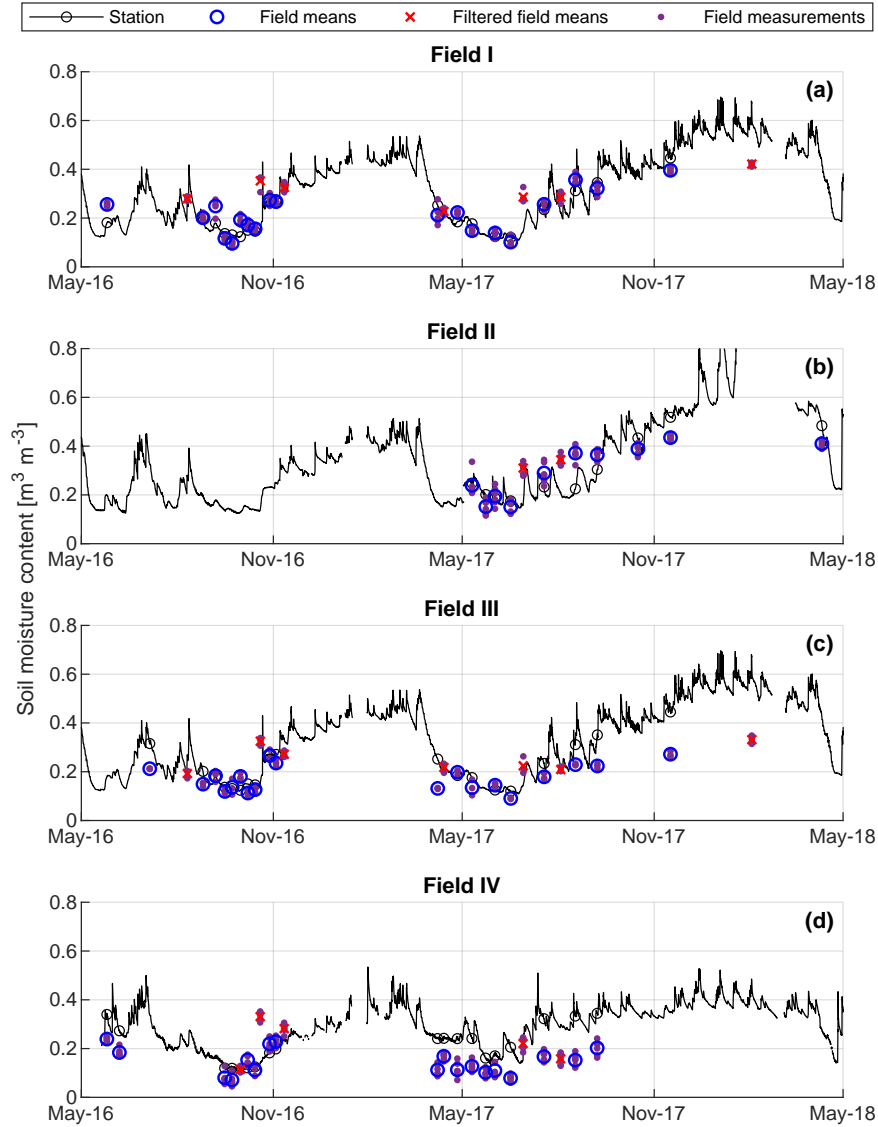 Station Field means Filtered field means Field measurements
Field I
(a)
0.8
0.6
0.4
0.2
0
May-16 Nov-16 May-17 Nov-17 May-18
Field II
(b)
0.8
0.6
0.4
0.2
0
May-16 Nov-16 May-17 Nov-17 May-18
Soil moisture content [m³ m⁻³]
Field III
(c)
0.8
0.6
0.4
0.2
0
May-16 Nov-16 May-17 Nov-17 May-18
Field IV
(d)
0.8
0.6
0.4
0.2
0
May-16 Nov-16 May-17 Nov-17 May-18